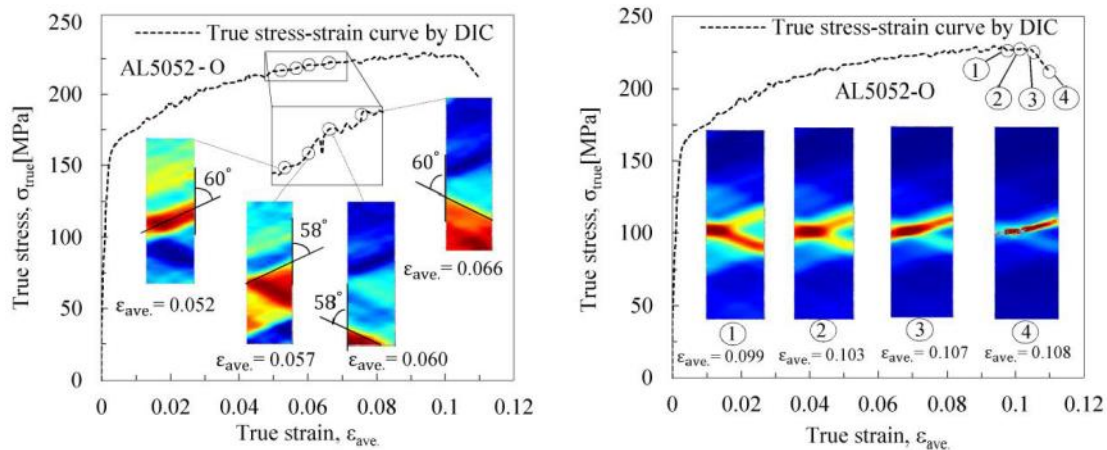 250
200
150
100
50
0
True stress, σtrue[MPa]
True stress-strain curve by DIC
AL5052-O
60°
εave.= 0.052
58°
εave.= 0.057
58°
εave.= 0.060
60°
εave.= 0.066
0 0.02 0.04 0.06 0.08 0.1 0.12
True strain, εave.
250
200
150
100
50
0
True stress, σtrue[MPa]
True stress-strain curve by DIC
AL5052-O
1 2 3 4
1 2 3 4
εave.= 0.099 εave.= 0.103 εave.= 0.107 εave.= 0.108
0 0.02 0.04 0.06 0.08 0.1 0.12
True strain, εave.